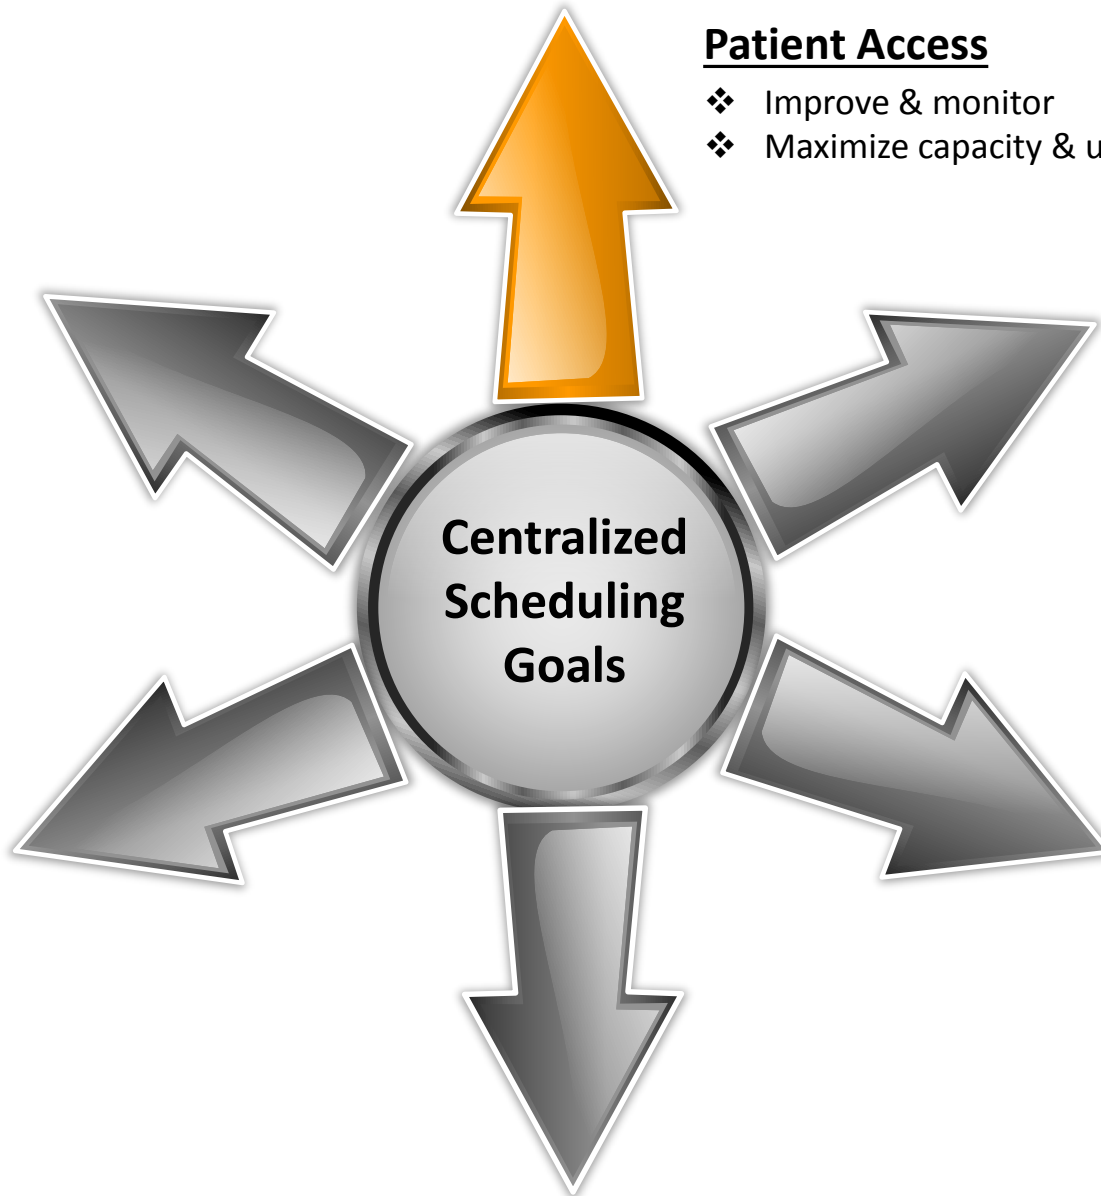 Patient Access
❖ Improve & monitor
❖ Maximize capacity & u
Centralized
Scheduling
Goals